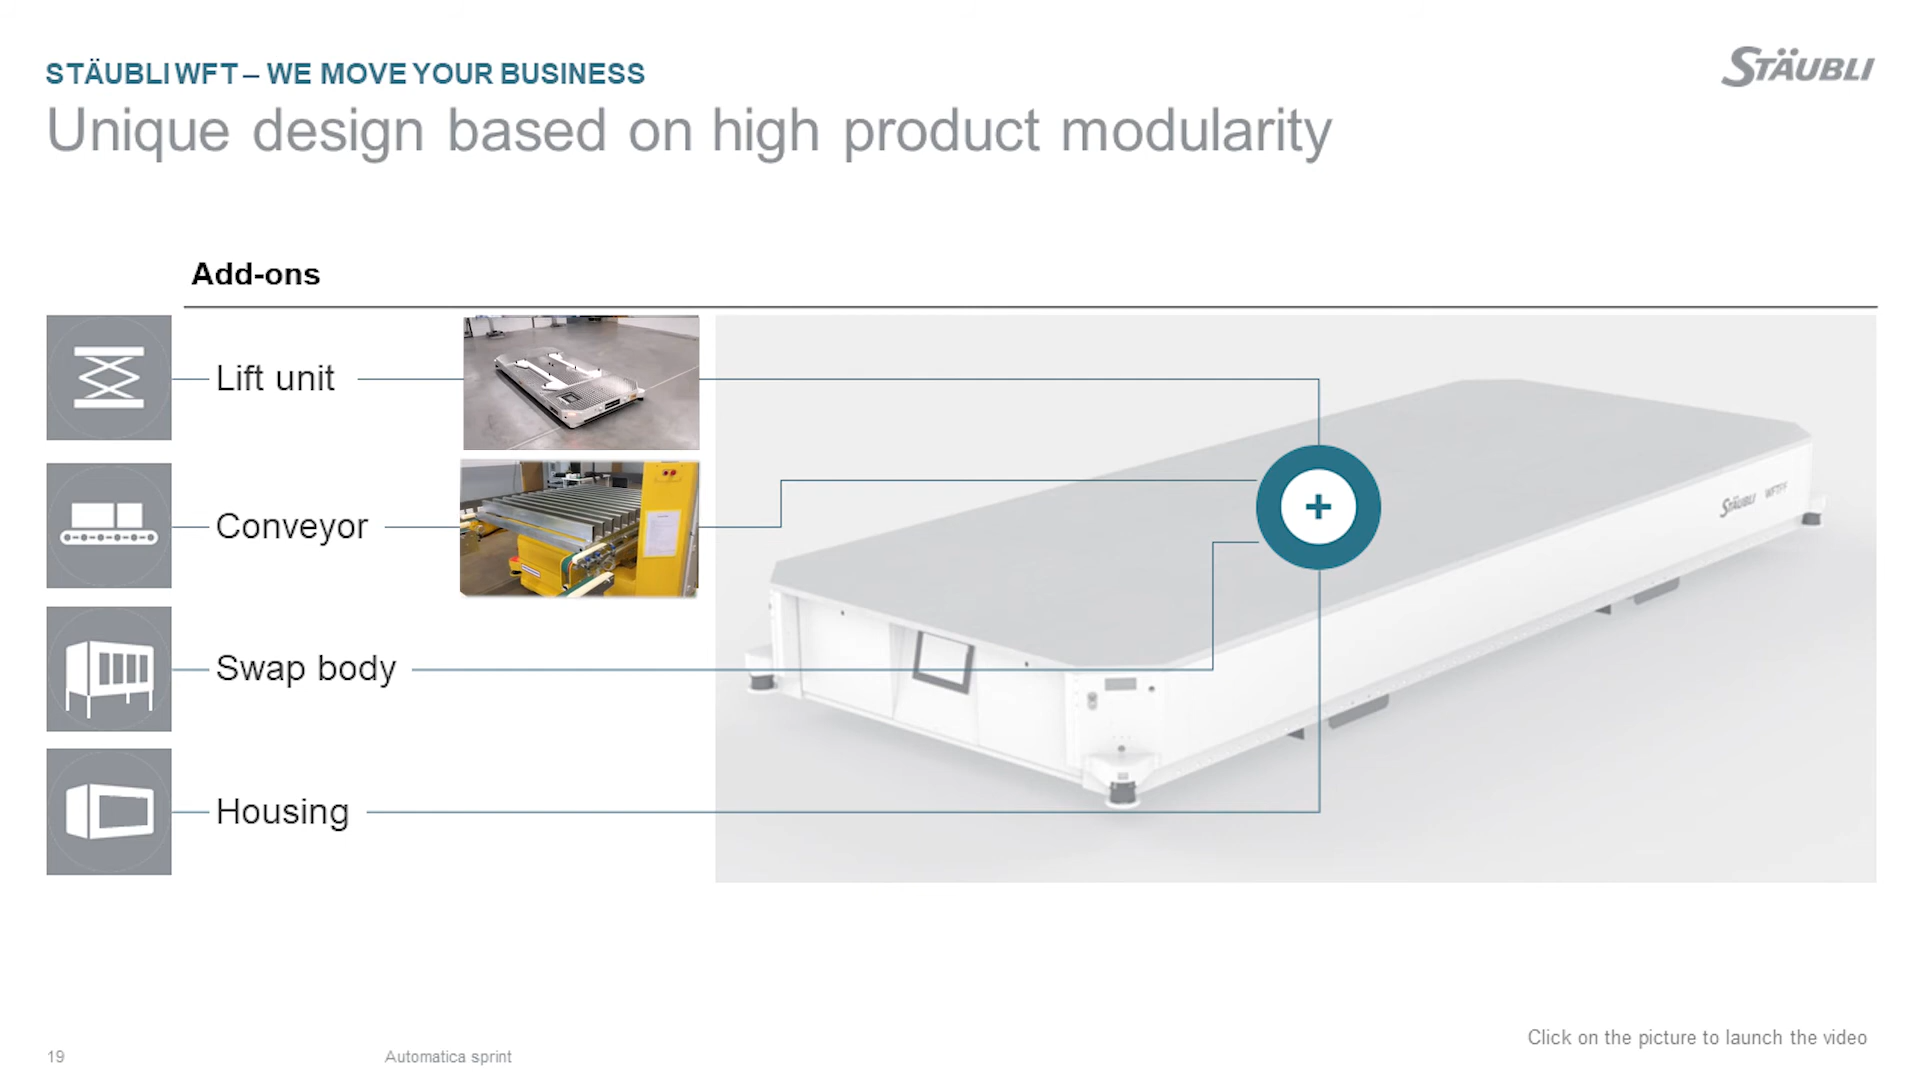 STÄUBLI WFT – WE MOVE YOUR BUSINESS
STÄUBLI
Unique design based on high product modularity
Add-ons
Lift unit
Conveyor
Swap body
Housing
+
STÄUBLI
Click on the picture to launch the video
19
Automatica sprint